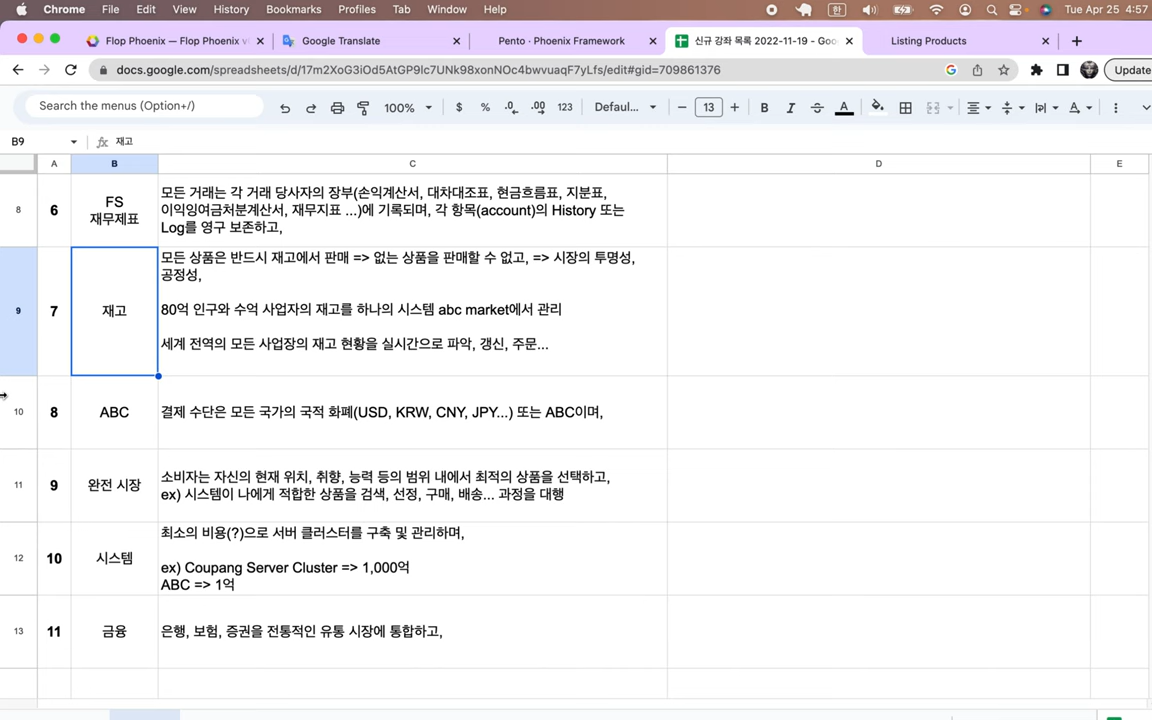 Chrome File Edit View History Bookmarks Profiles Tab Window Help 한 Tue Apr 25 4:57
Flop Phoenix — Flop Phoenix v Google Translate Pento · Phoenix Framework 신규 강좌 목록 2022-11-19 - Goo Listing Products
docs.google.com/spreadsheets/d/17m2XoG3iOd5AtGP9lc7UNk98xonNOc4bwvuaqF7yLfs/edit#gid=709861376 Update
Search the menus (Option+/) 100% $ % .0 .00 123 Defaul... − 13 + B I S A
B9 fx 재고
A B C D E
8 6 FS
재무제표
모든 거래는 각 거래 당사자의 장부(손익계산서, 대차대조표, 현금흐름표, 지분표,
이익잉여금처분계산서, 재무지표 ...)에 기록되며, 각 항목(account)의 History 또는
Log를 영구 보존하고,
9 7 재고
모든 상품은 반드시 재고에서 판매 => 없는 상품을 판매할 수 없고, => 시장의 투명성,
공정성,
80억 인구와 수억 사업자의 재고를 하나의 시스템 abc market에서 관리
세계 전역의 모든 사업장의 재고 현황을 실시간으로 파악, 갱신, 주문...
10 8 ABC 결제 수단은 모든 국가의 국적 화폐(USD, KRW, CNY, JPY...) 또는 ABC이며,
11 9 완전 시장
소비자는 자신의 현재 위치, 취향, 능력 등의 범위 내에서 최적의 상품을 선택하고,
ex) 시스템이 나에게 적합한 상품을 검색, 선정, 구매, 배송... 과정을 대행
12 10 시스템
최소의 비용(?)으로 서버 클러스터를 구축 및 관리하며,
ex) Coupang Server Cluster => 1,000억
ABC => 1억
13 11 금융 은행, 보험, 증권을 전통적인 유통 시장에 통합하고,